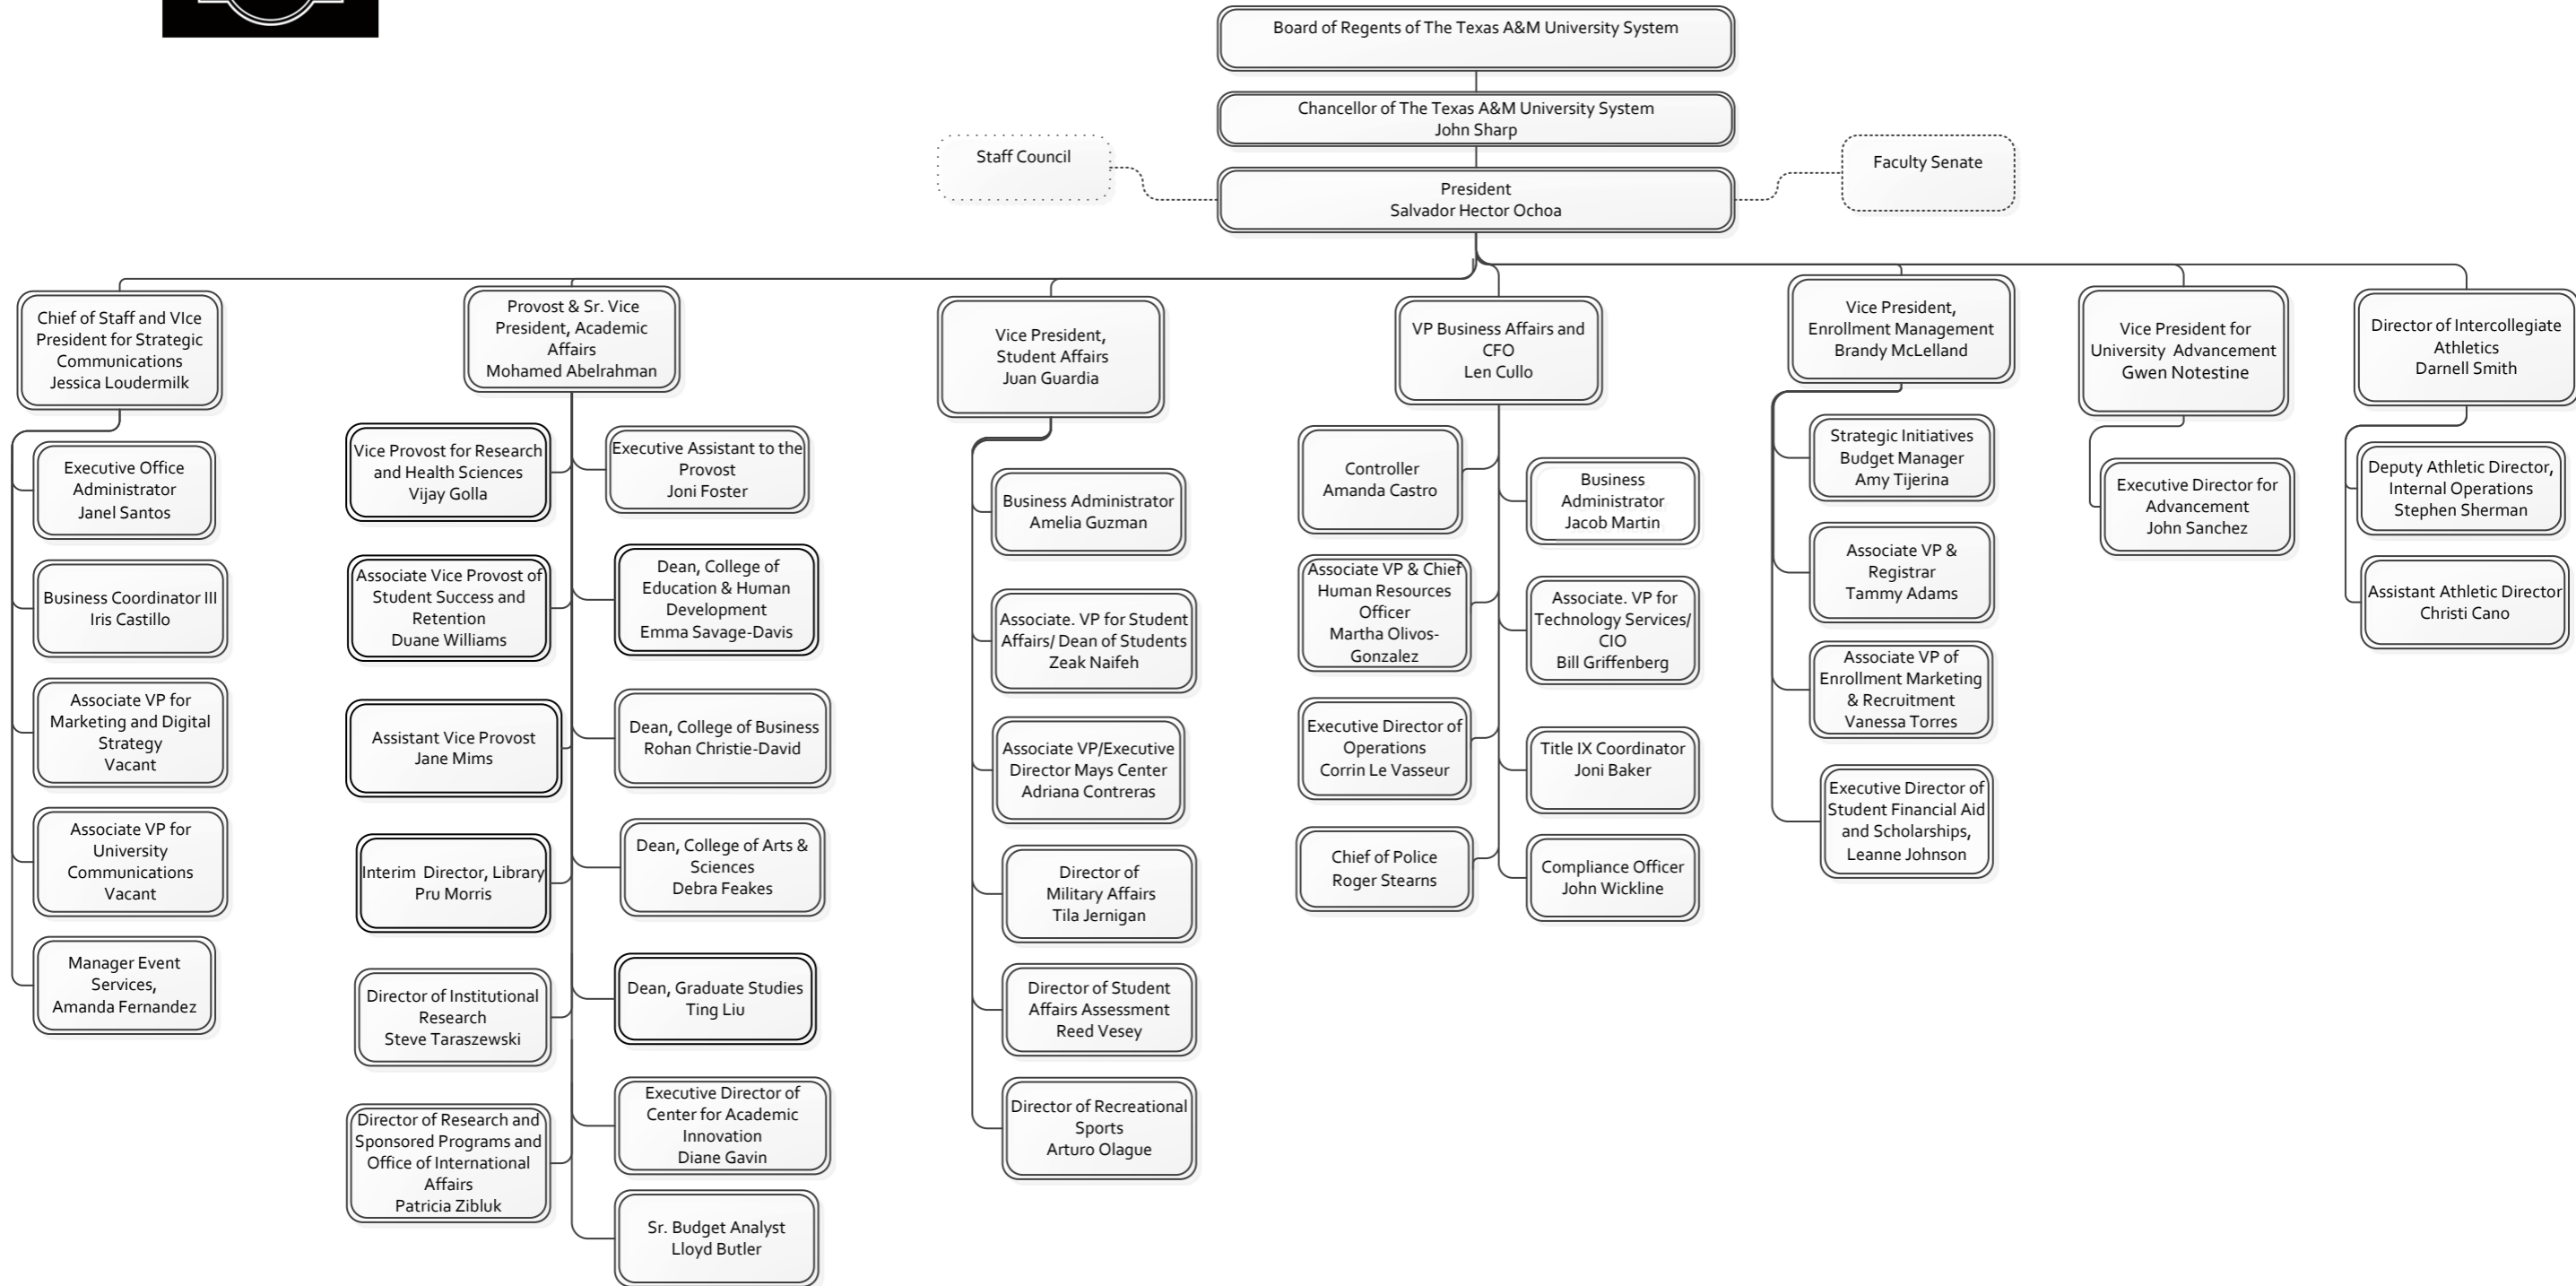 Board of Regents of The Texas A&M University System
Chancellor of The Texas A&M University System
John Sharp
Staff Council
Faculty Senate
President
Salvador Hector Ochoa
Chief of Staff and VIce
President for Strategic
Communications
Jessica Loudermilk
Executive Office
Administrator
Janel Santos
Business Coordinator III
Iris Castillo
Associate VP for
Marketing and Digital
Strategy
Vacant
Associate VP for
University
Communications
Vacant
Manager Event
Services,
Amanda Fernandez
Provost & Sr. Vice
President, Academic
Affairs
Mohamed Abelrahman
Vice Provost for Research
and Health Sciences
Vijay Golla
Associate Vice Provost of
Student Success and
Retention
Duane Williams
Assistant Vice Provost
Jane Mims
Interim  Director, Library
Pru Morris
Director of Institutional
Research
Steve Taraszewski
Director of Research and
Sponsored Programs and
Office of International
Affairs
Patricia Zibluk
Executive Assistant to the
Provost
Joni Foster
Dean, College of
Education & Human
Development
Emma Savage-Davis
Dean, College of Business
Rohan Christie-David
Dean, College of Arts &
Sciences
Debra Feakes
Dean, Graduate Studies
Ting Liu
Executive Director of
Center for Academic
Innovation
Diane Gavin
Sr. Budget Analyst
Lloyd Butler
Vice President,
Student Affairs
Juan Guardia
Business Administrator
Amelia Guzman
Associate. VP for Student
Affairs/ Dean of Students
Zeak Naifeh
Associate VP/Executive
Director Mays Center
Adriana Contreras
Director of
Military Affairs
Tila Jernigan
Director of Student
Affairs Assessment
Reed Vesey
Director of Recreational
Sports
Arturo Olague
VP Business Affairs and
CFO
Len Cullo
Controller
Amanda Castro
Associate VP & Chief
Human Resources
Officer
Martha Olivos-
Gonzalez
Executive Director of
Operations
Corrin Le Vasseur
Chief of Police
Roger Stearns
Business
Administrator
Jacob Martin
Associate. VP for
Technology Services/
CIO
Bill Griffenberg
Title IX Coordinator
Joni Baker
Compliance Officer
John Wickline
Vice President,
Enrollment Management
Brandy McLelland
Strategic Initiatives
Budget Manager
Amy Tijerina
Associate VP &
Registrar
Tammy Adams
Associate VP of
Enrollment Marketing
& Recruitment
Vanessa Torres
Executive Director of
Student Financial Aid
and Scholarships,
Leanne Johnson
Vice President for
University  Advancement
Gwen Notestine
Executive Director for
Advancement
John Sanchez
Director of Intercollegiate
Athletics
Darnell Smith
Deputy Athletic Director,
Internal Operations
Stephen Sherman
Assistant Athletic Director
Christi Cano